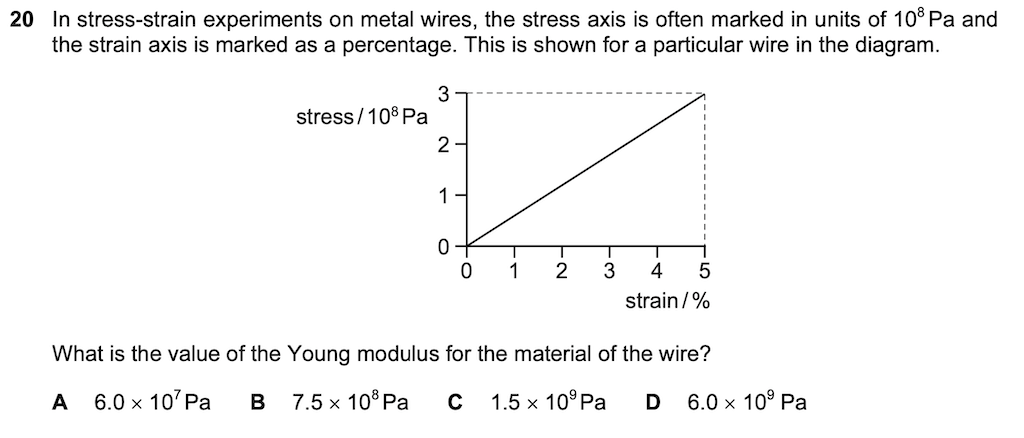 20 In stress-strain experiments on metal wires, the stress axis is often marked in units of 10⁸ Pa and
the strain axis is marked as a percentage. This is shown for a particular wire in the diagram.
3
stress / 10⁸ Pa
2
1
0
0 1 2 3 4 5
strain / %
What is the value of the Young modulus for the material of the wire?
A 6.0 × 10⁷ Pa B 7.5 × 10⁸ Pa C 1.5 × 10⁹ Pa D 6.0 × 10⁹ Pa